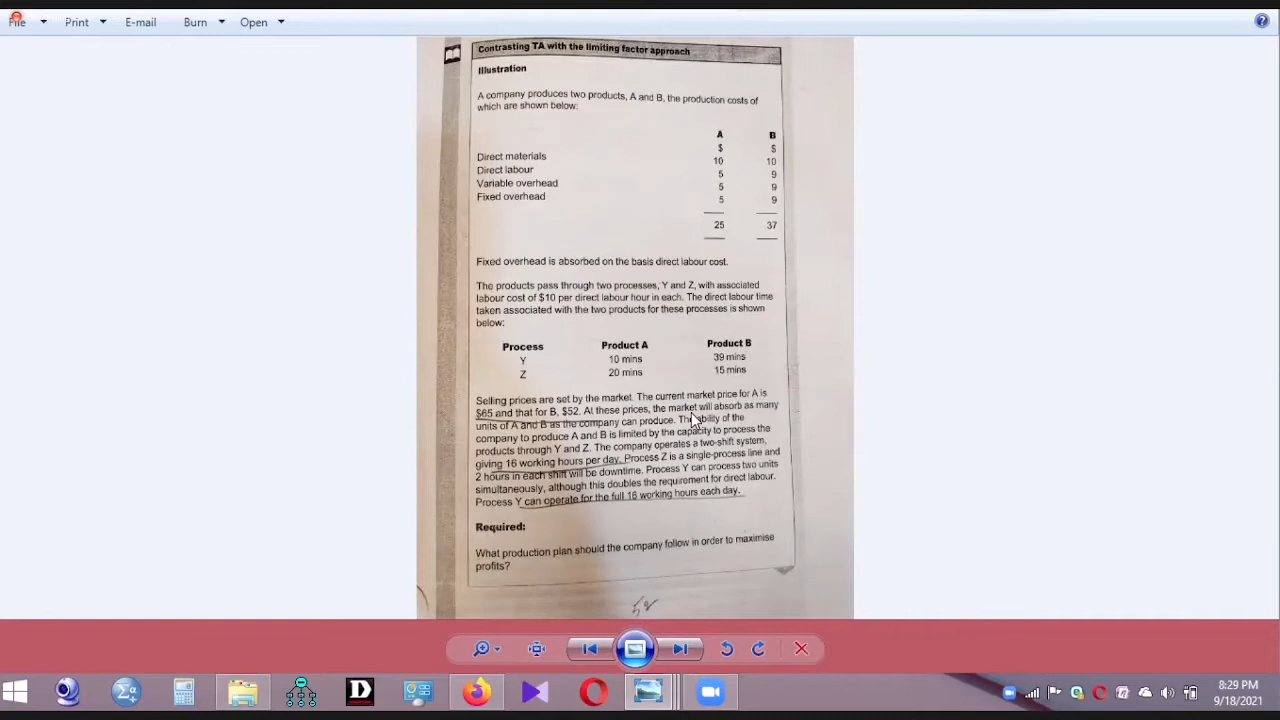 File Print E-mail Burn Open
Contrasting TA with the limiting factor approach
Illustration
A company produces two products, A and B, the production costs of
which are shown below:
A B
$ $
Direct materials 10 10
Direct labour 5 9
Variable overhead 5 9
Fixed overhead 5 9
25 37
Fixed overhead is absorbed on the basis direct labour cost.
The products pass through two processes, Y and Z, with associated
labour cost of $10 per direct labour hour in each. The direct labour time
taken associated with the two products for these processes is shown
below:
Process Product A Product B
Y 10 mins 39 mins
Z 20 mins 15 mins
Selling prices are set by the market. The current market price for A is
$65 and that for B, $52. At these prices, the market will absorb as many
units of A and B as the company can produce. The ability of the
company to produce A and B is limited by the capacity to process the
products through Y and Z. The company operates a two-shift system,
giving 16 working hours per day. Process Z is a single-process line and
2 hours in each shift will be downtime. Process Y can process two units
simultaneously, although this doubles the requirement for direct labour.
Process Y can operate for the full 16 working hours each day.
Required:
What production plan should the company follow in order to maximise
profits?
58
8:29 PM
9/18/2021